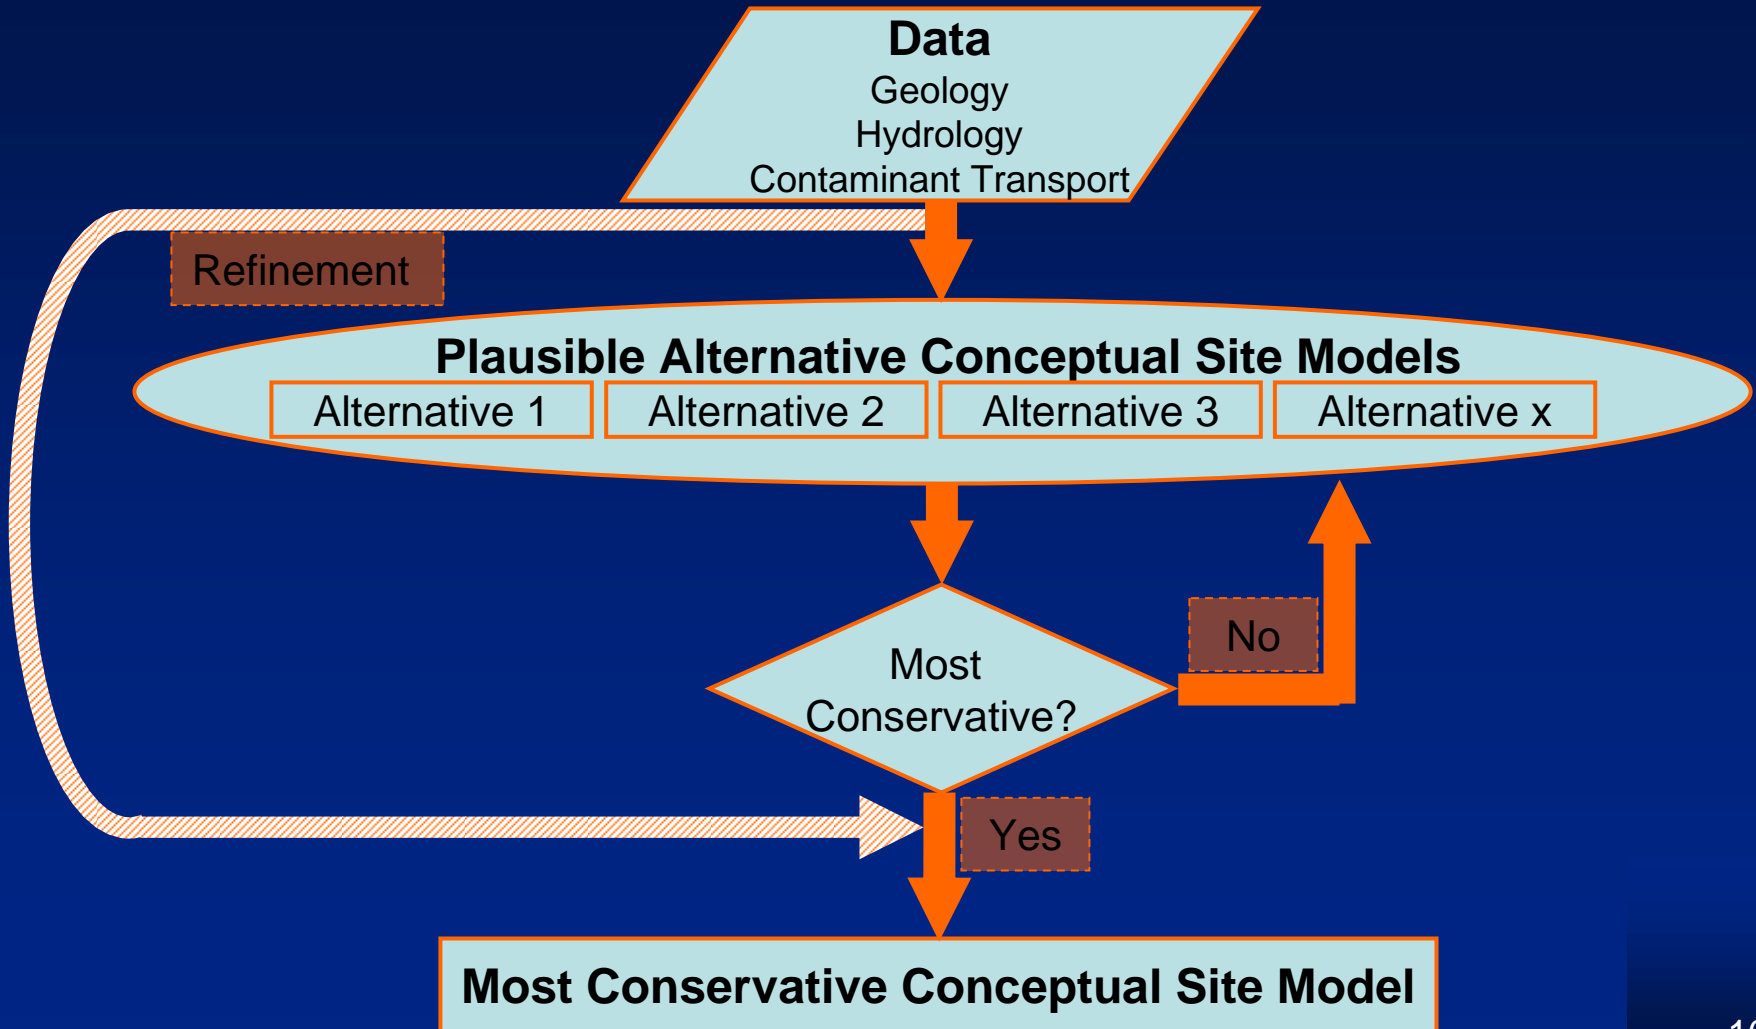 Data
Geology
Hydrology
Contaminant Transport
Refinement
Plausible Alternative Conceptual Site Models
Alternative 1
Alternative 2
Alternative 3
Alternative x
No
Most
Conservative?
Yes
Most Conservative Conceptual Site Model